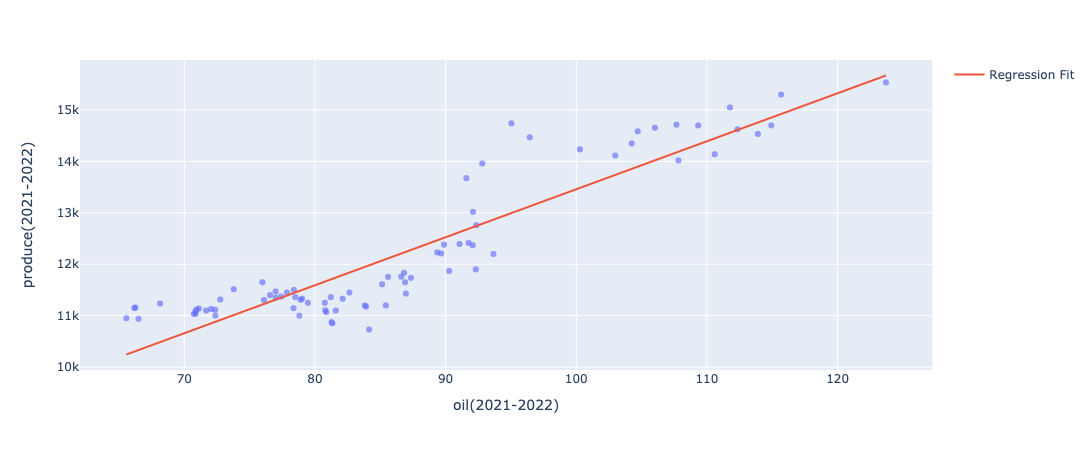 Regression Fit
15k
14k
13k
12k
11k
10k
produce(2021-2022)
70 80 90 100 110 120
oil(2021-2022)